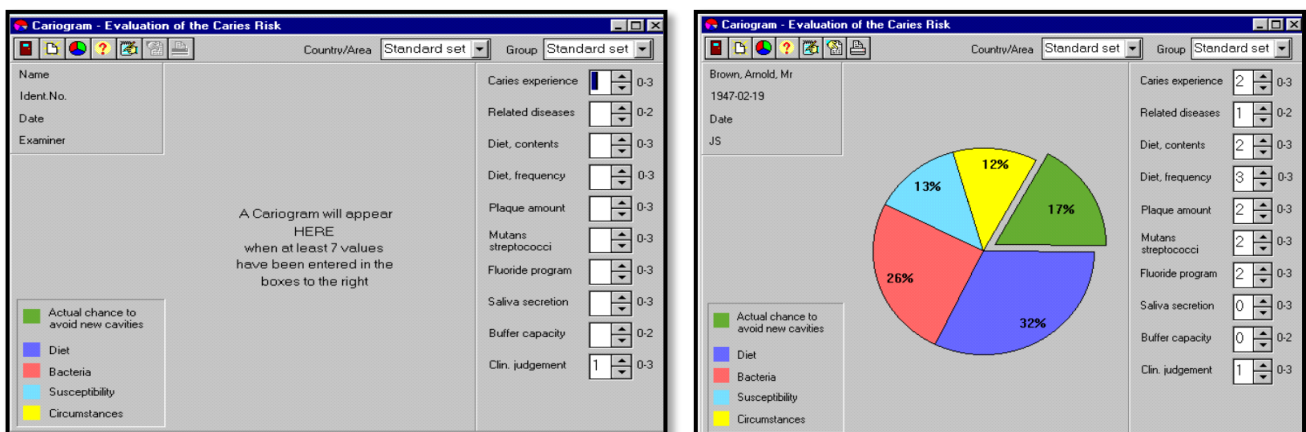 Cariogram - Evaluation of the Caries Risk
Country/Area Standard set Group Standard set
Name
Ident.No.
Date
Examiner
Caries experience 0-3
Related diseases 0-2
Diet, contents 0-3
Diet, frequency 0-3
Plaque amount 0-3
Mutans
streptococci 0-3
Fluoride program 0-3
Saliva secretion 0-3
Buffer capacity 0-2
Clin. judgement 1 0-3
A Cariogram will appear
HERE
when at least 7 values
have been entered in the
boxes to the right
Actual chance to
avoid new cavities
Diet
Bacteria
Susceptibility
Circumstances
Cariogram - Evaluation of the Caries Risk
Country/Area Standard set Group Standard set
Brown, Arnold, Mr
1947-02-19
Date
JS
12%
13%
17%
26%
32%
Caries experience 2 0-3
Related diseases 1 0-2
Diet, contents 2 0-3
Diet, frequency 3 0-3
Plaque amount 2 0-3
Mutans
streptococci 2 0-3
Fluoride program 2 0-3
Saliva secretion 0 0-3
Buffer capacity 0 0-2
Clin. judgement 1 0-3
Actual chance to
avoid new cavities
Diet
Bacteria
Susceptibility
Circumstances